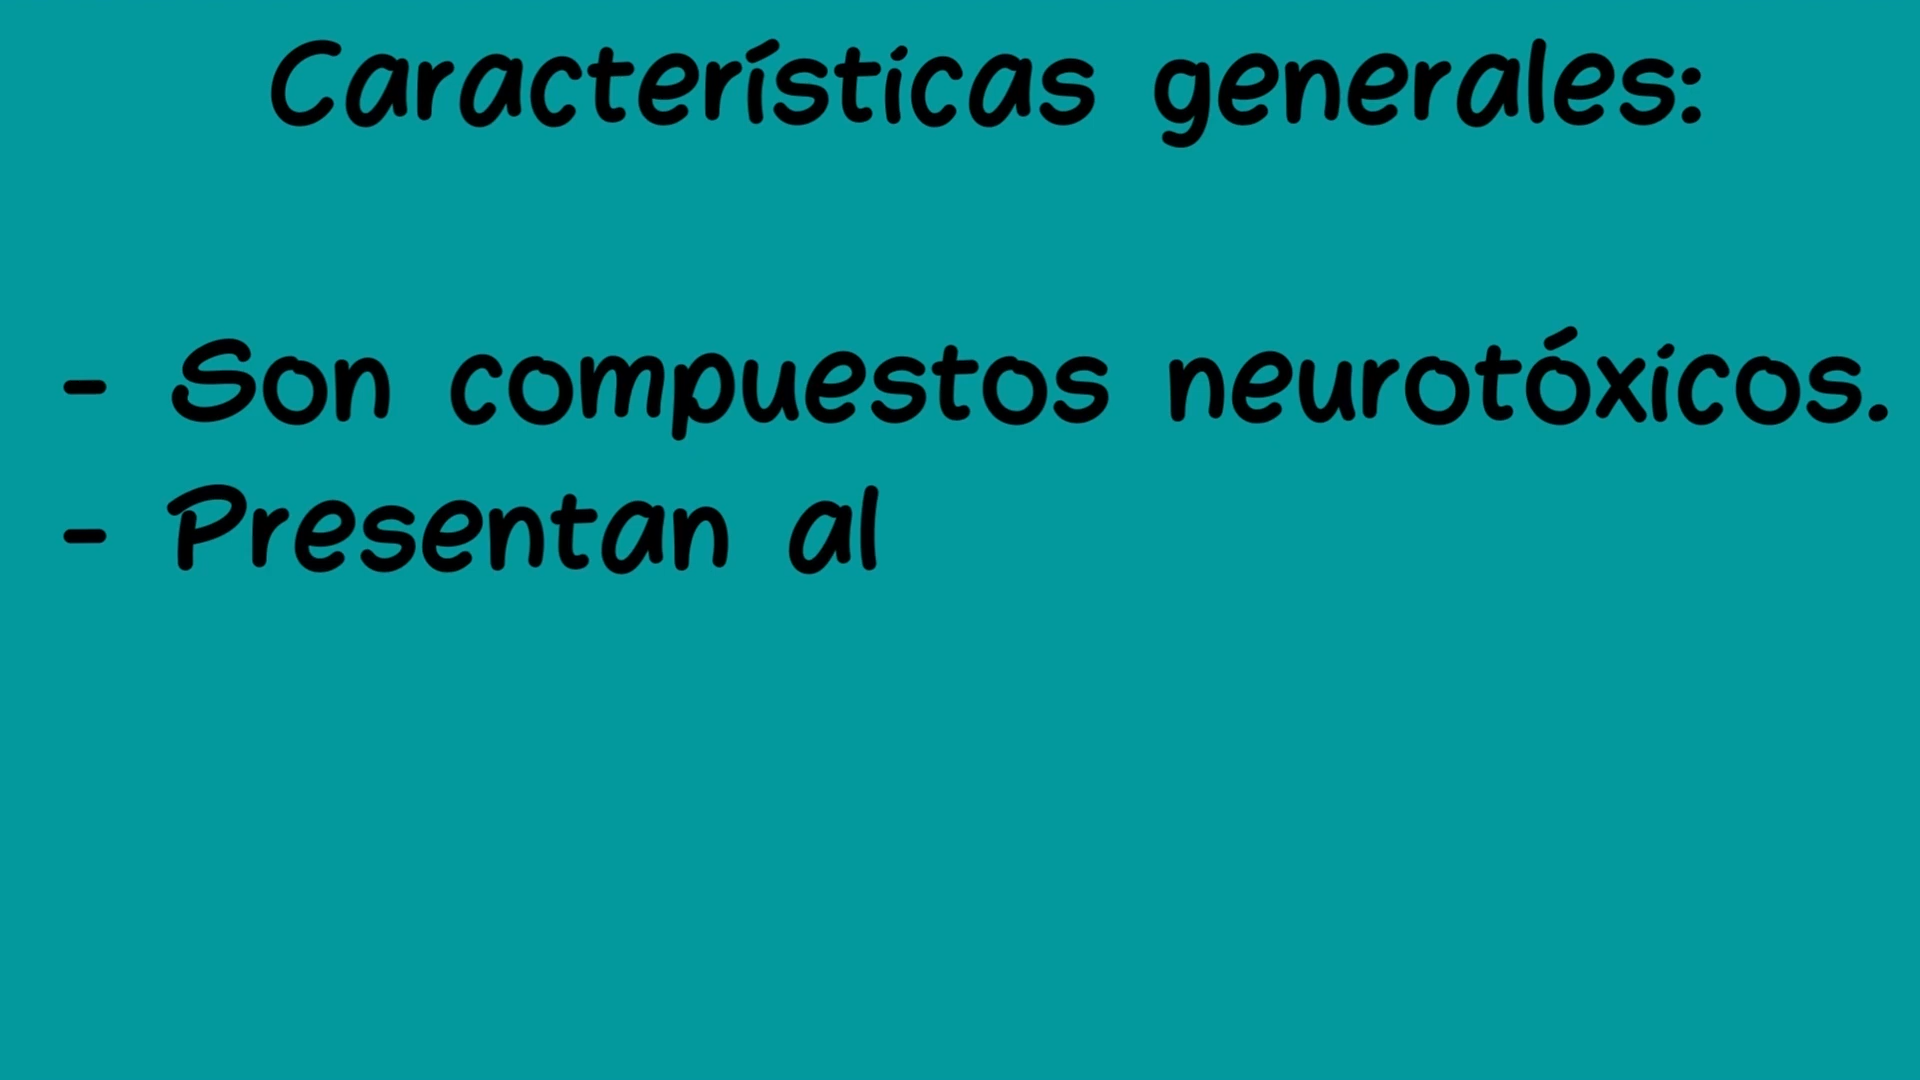 Características generales:
- Son compuestos neurotóxicos.
- Presentan al